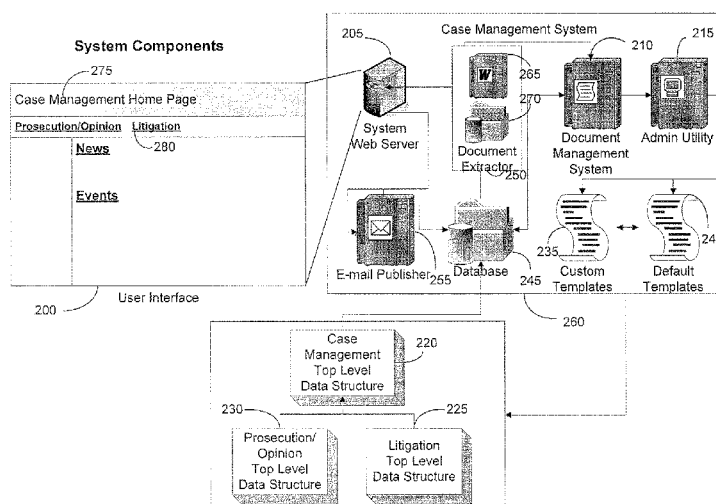 System Components
275
Case Management Home Page
Prosecution/Opinion Litigation
280
News
Events
200
User Interface
Case Management System
205
System
Web Server
W
265
270
Document
Extractor
250
210
Document
Management
System
215
Admin Utility
E-mail Publisher
255
Database
245
235
Custom
Templates
24
Default
Templates
260
Case
Management
Top Level
Data Structure
220
230
Prosecution/
Opinion
Top Level
Data Structure
225
Litigation
Top Level
Data Structure